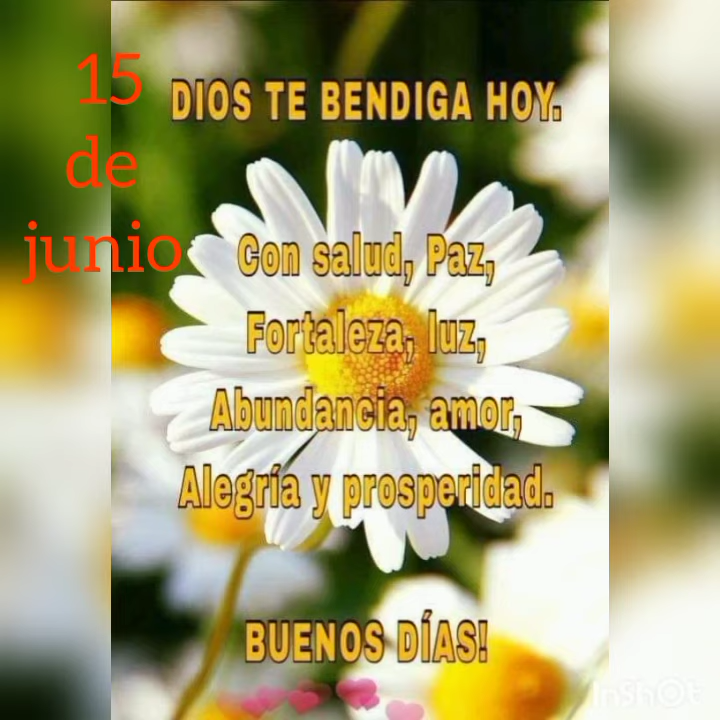 15
de
junio
DIOS TE BENDIGA HOY.
Con salud, Paz,
Fortaleza, luz,
Abundancia, amor,
Alegría y prosperidad.
BUENOS DÍAS!
InShOt